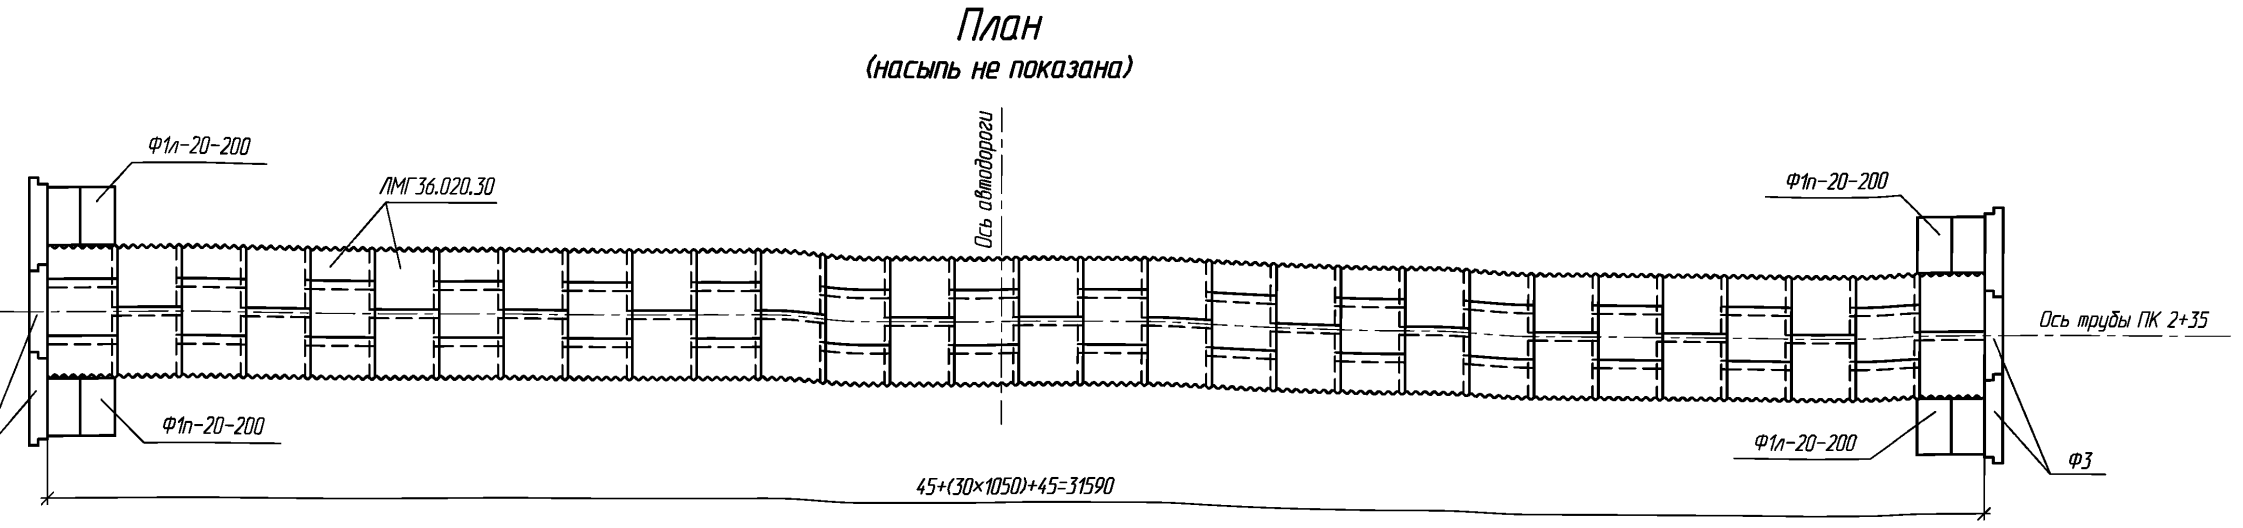 План
(насыпь не показана)
Ось автодороги
Ф1л-20-200
ЛМГ36.020.30
Ф1п-20-200
Ось трубы ПК 2+35
Ф1п-20-200
Ф1л-20-200
Ф3
45+(30×1050)+45=31590